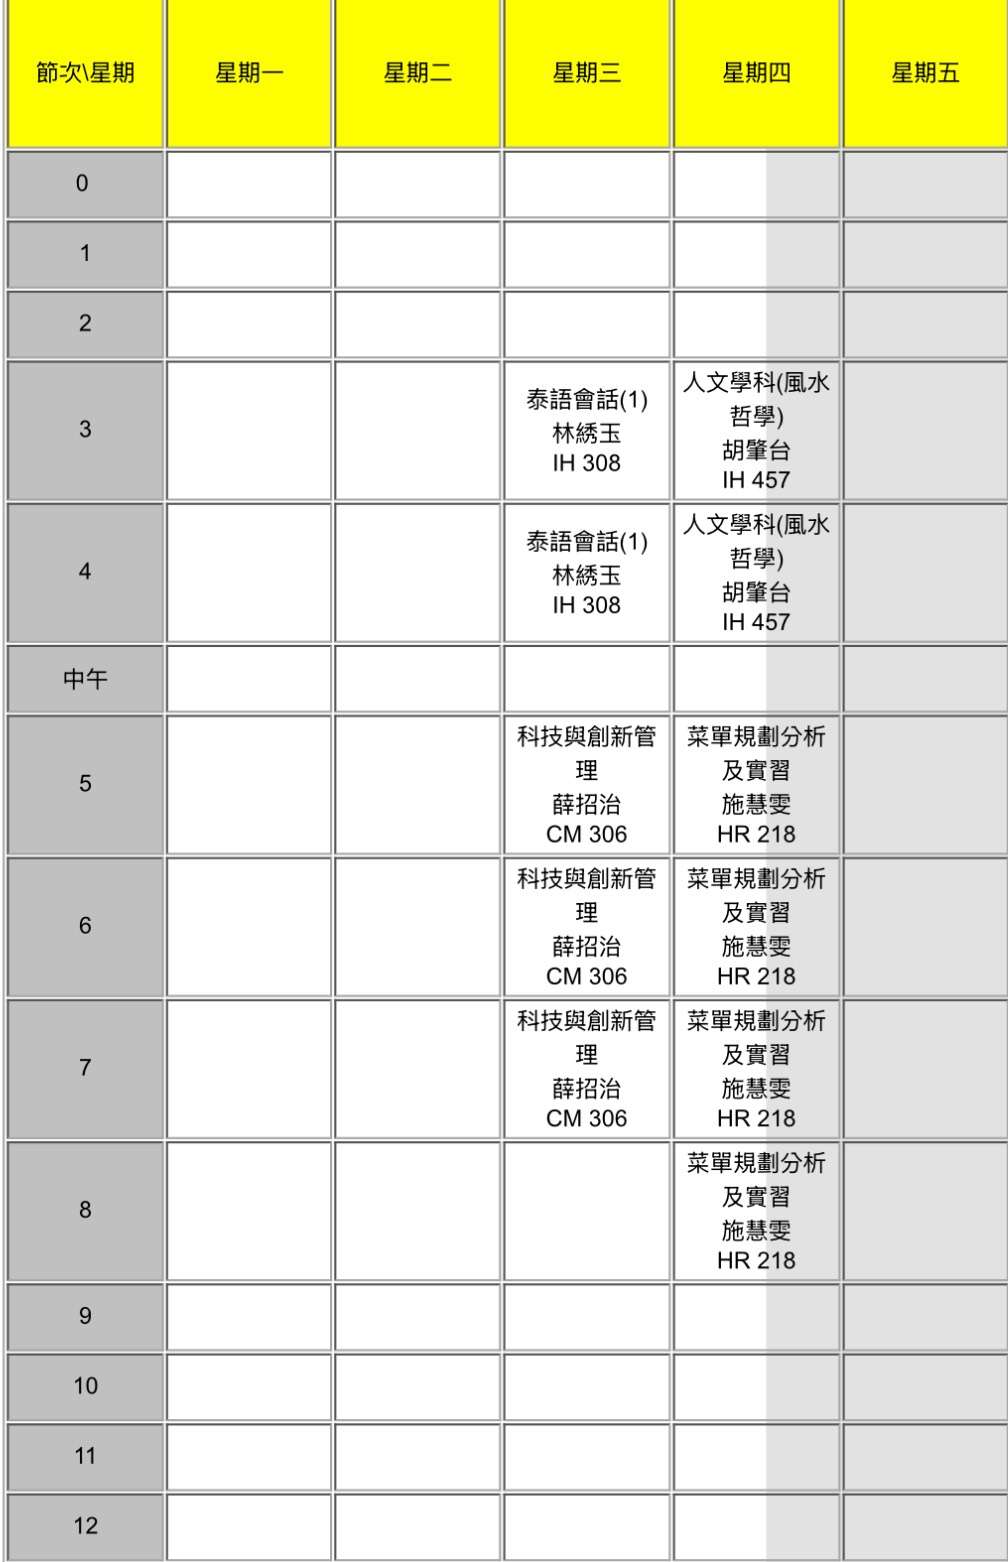 節次\星期 星期一 星期二 星期三 星期四 星期五
0
1
2
3
泰語會話(1)
林綉玉
IH 308
人文學科(風水
哲學)
胡肇台
IH 457
4
泰語會話(1)
林綉玉
IH 308
人文學科(風水
哲學)
胡肇台
IH 457
中午
5
科技與創新管
理
薛招治
CM 306
菜單規劃分析
及實習
施慧雯
HR 218
6
科技與創新管
理
薛招治
CM 306
菜單規劃分析
及實習
施慧雯
HR 218
7
科技與創新管
理
薛招治
CM 306
菜單規劃分析
及實習
施慧雯
HR 218
8
菜單規劃分析
及實習
施慧雯
HR 218
9
10
11
12